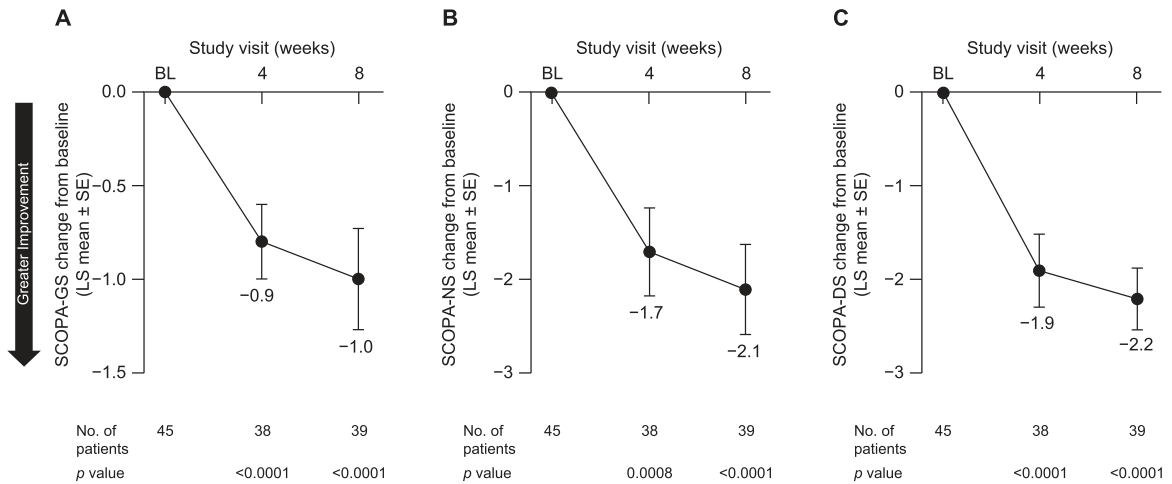 A
Study visit (weeks)
BL 4 8
0.0
−0.5
−1.0
−1.5
SCOPA-GS change from baseline
(LS mean ± SE)
Greater Improvement
−0.9
−1.0
No. of
patients
45 38 39
p value <0.0001 <0.0001
B
Study visit (weeks)
BL 4 8
0
−1
−2
−3
SCOPA-NS change from baseline
(LS mean ± SE)
−1.7
−2.1
No. of
patients
45 38 39
p value 0.0008 <0.0001
C
Study visit (weeks)
BL 4 8
0
−1
−2
−3
SCOPA-DS change from baseline
(LS mean ± SE)
−1.9
−2.2
No. of
patients
45 38 39
p value <0.0001 <0.0001